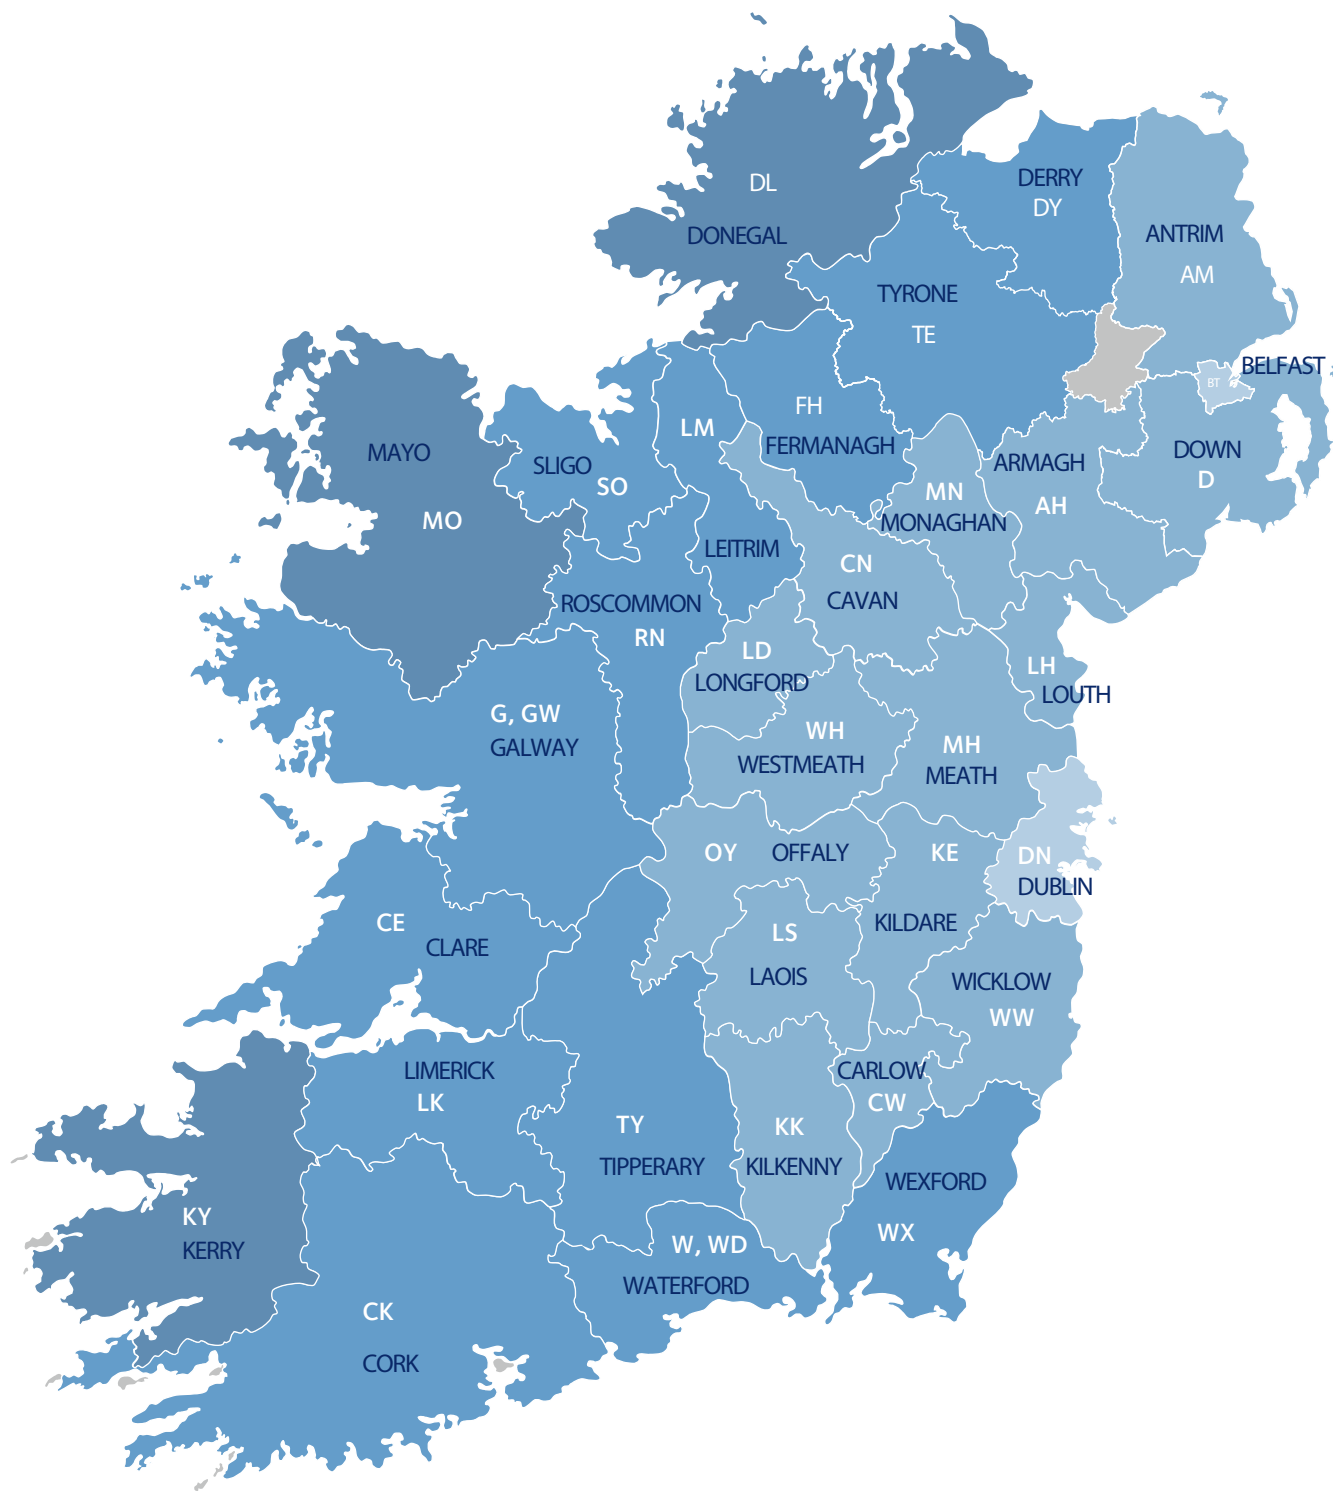 DL
DONEGAL
DERRY
DY
ANTRIM
AM
TYRONE
TE
BELFAST
BT
FH
FERMANAGH
LM
LEITRIM
MAYO
MO
SLIGO
SO
MN
MONAGHAN
ARMAGH
AH
DOWN
D
CN
CAVAN
ROSCOMMON
RN
LD
LONGFORD
LH
LOUTH
G, GW
GALWAY
WH
WESTMEATH
MH
MEATH
OY
OFFALY
KE
KILDARE
DN
DUBLIN
CE
CLARE
LS
LAOIS
WICKLOW
WW
LIMERICK
LK
CARLOW
CW
TY
TIPPERARY
KK
KILKENNY
WEXFORD
WX
KY
KERRY
W, WD
WATERFORD
CK
CORK